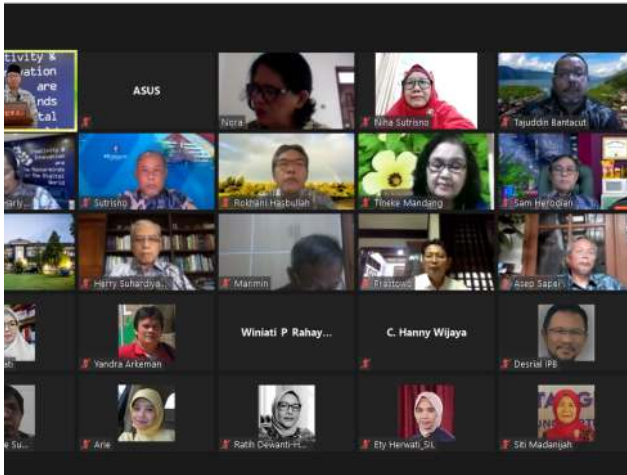 ASUS
Nora
Niha Sutrisno
Tajuddin Bantacut
Sutrisno
Rokhani Hasbullah
Tineke Mandang
Sam Herodian
Herry Suhardiya...
Marimin
Prastowo
Asep Sapei
Yandra Arkeman
Winiati P Rahay...
C. Hanny Wijaya
Desrial IPB
Arie
Ratih Dewanti-H...
Ety Herwati_SIL
Siti Madanijah